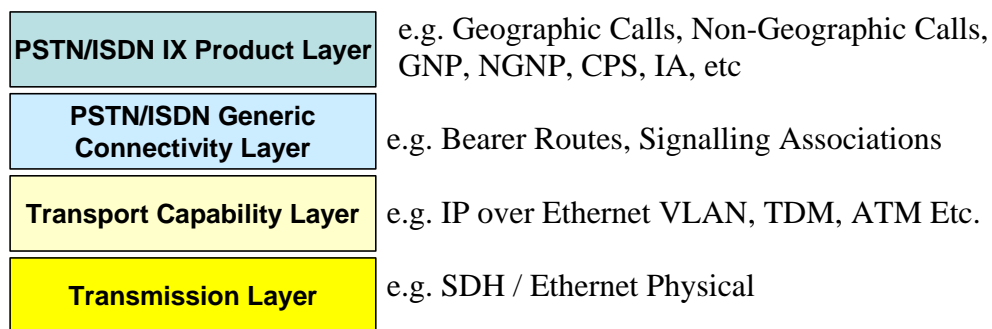 PSTN/ISDN IX Product Layer
e.g. Geographic Calls, Non-Geographic Calls,
GNP, NGNP, CPS, IA, etc
PSTN/ISDN Generic
Connectivity Layer
e.g. Bearer Routes, Signalling Associations
Transport Capability Layer
e.g. IP over Ethernet VLAN, TDM, ATM Etc.
Transmission Layer
e.g. SDH / Ethernet Physical